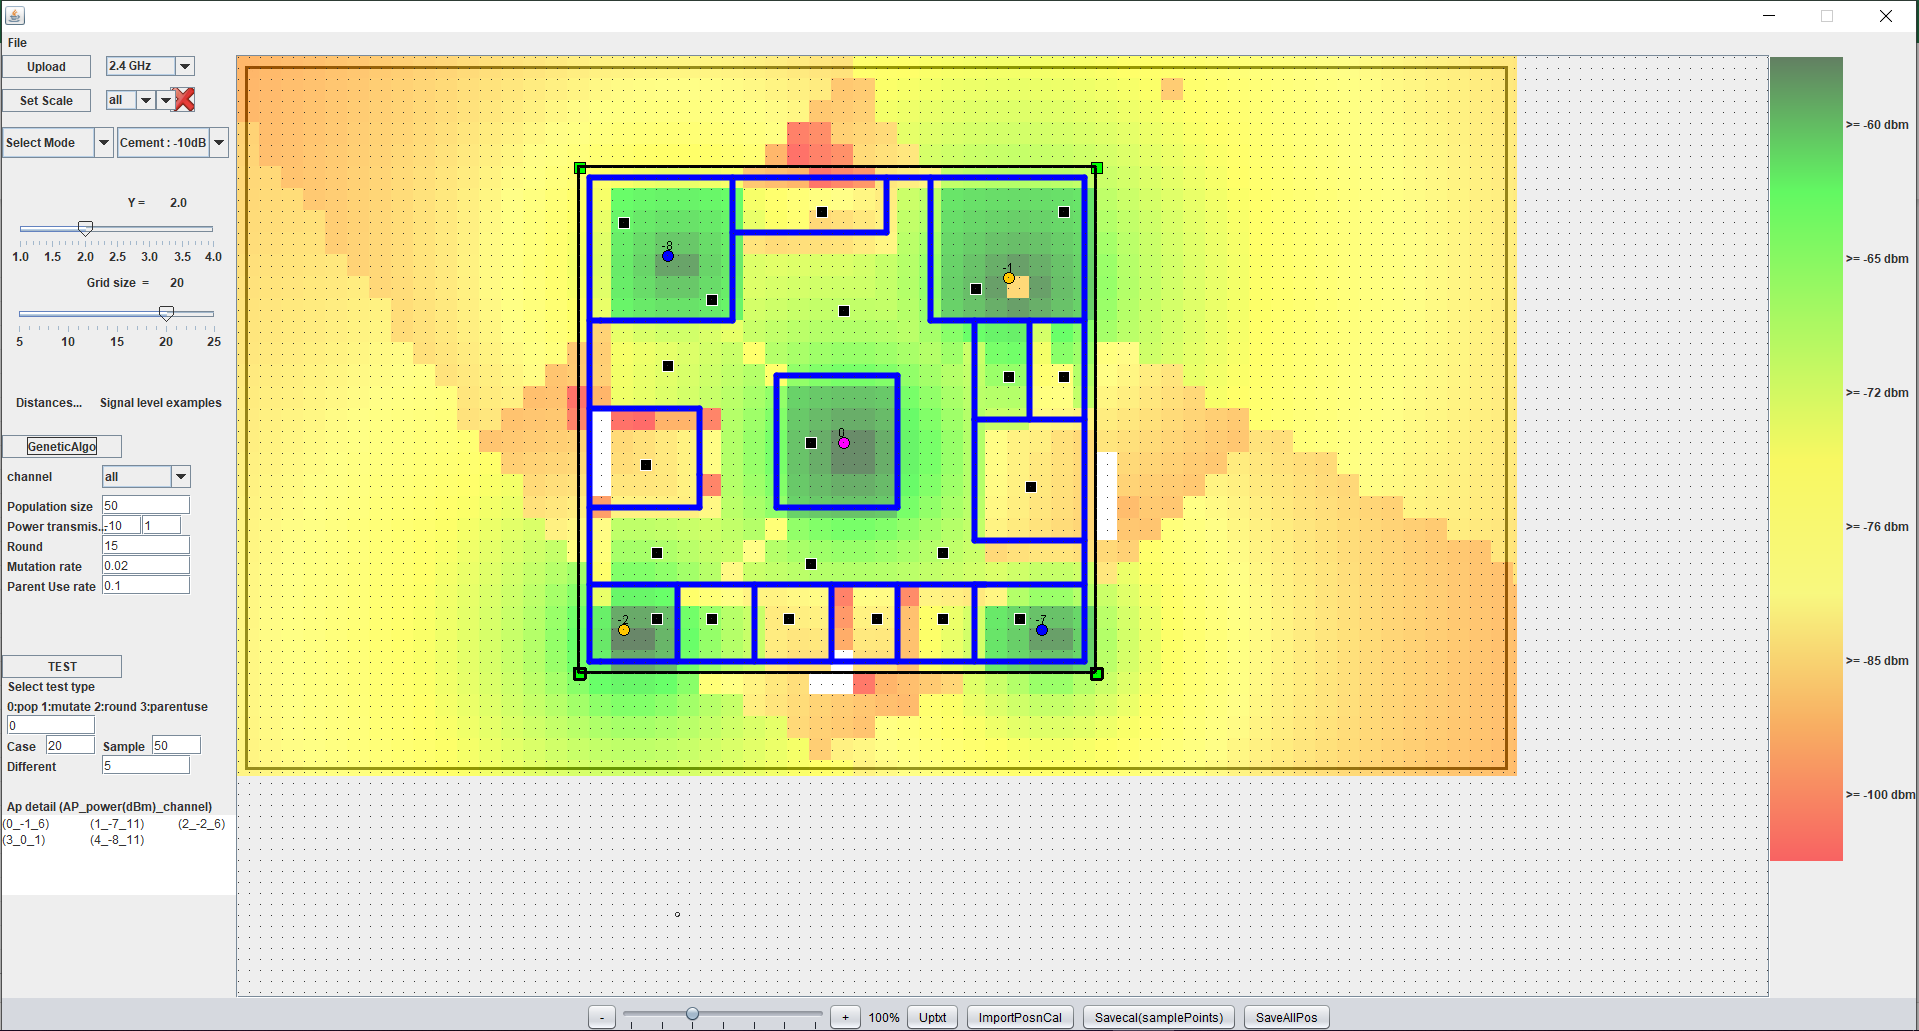 File
Upload
2.4 GHz
Set Scale
all
Select Mode
Cement : -10dB
Y = 2.0
1.0 1.5 2.0 2.5 3.0 3.5 4.0
Grid size = 20
5 10 15 20 25
Distances... Signal level examples
GeneticAlgo
channel all
Population size 50
Power transmis... -10 1
Round 15
Mutation rate 0.02
Parent Use rate 0.1
TEST
Select test type
0:pop 1:mutate 2:round 3:parentuse
0
Case 20 Sample 50
Different 5
Ap detail (AP_power(dBm)_channel)
(0_-1_6) (1_-7_11) (2_-2_6)
(3_0_1) (4_-8_11)
-8
-1
0
-2
-7
>= -60 dbm
>= -65 dbm
>= -72 dbm
>= -76 dbm
>= -85 dbm
>= -100 dbm
- + 100% Uptxt ImportPosnCal Savecal(samplePoints) SaveAllPos